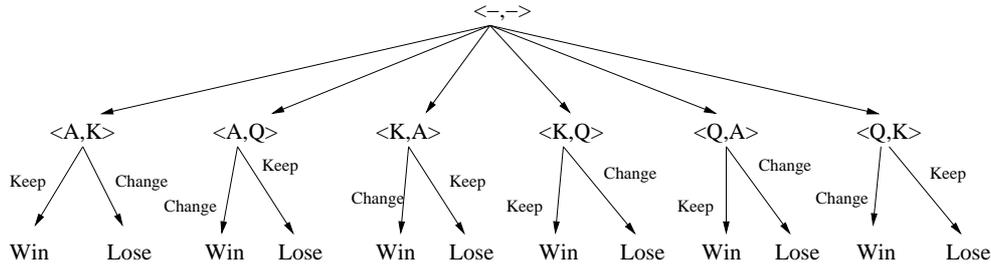 <–,–>
<A,K> <A,Q> <K,A> <K,Q> <Q,A> <Q,K>
Keep Change Change Keep Change Keep Keep Change Keep Change Change Keep
Win Lose Win Lose Win Lose Win Lose Win Lose Win Lose